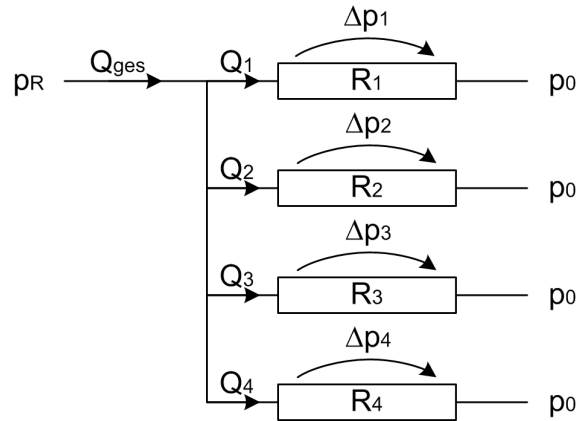 Δp1
pR Qges Q1 R1 p0
Δp2
Q2 R2 p0
Δp3
Q3 R3 p0
Δp4
Q4 R4 p0